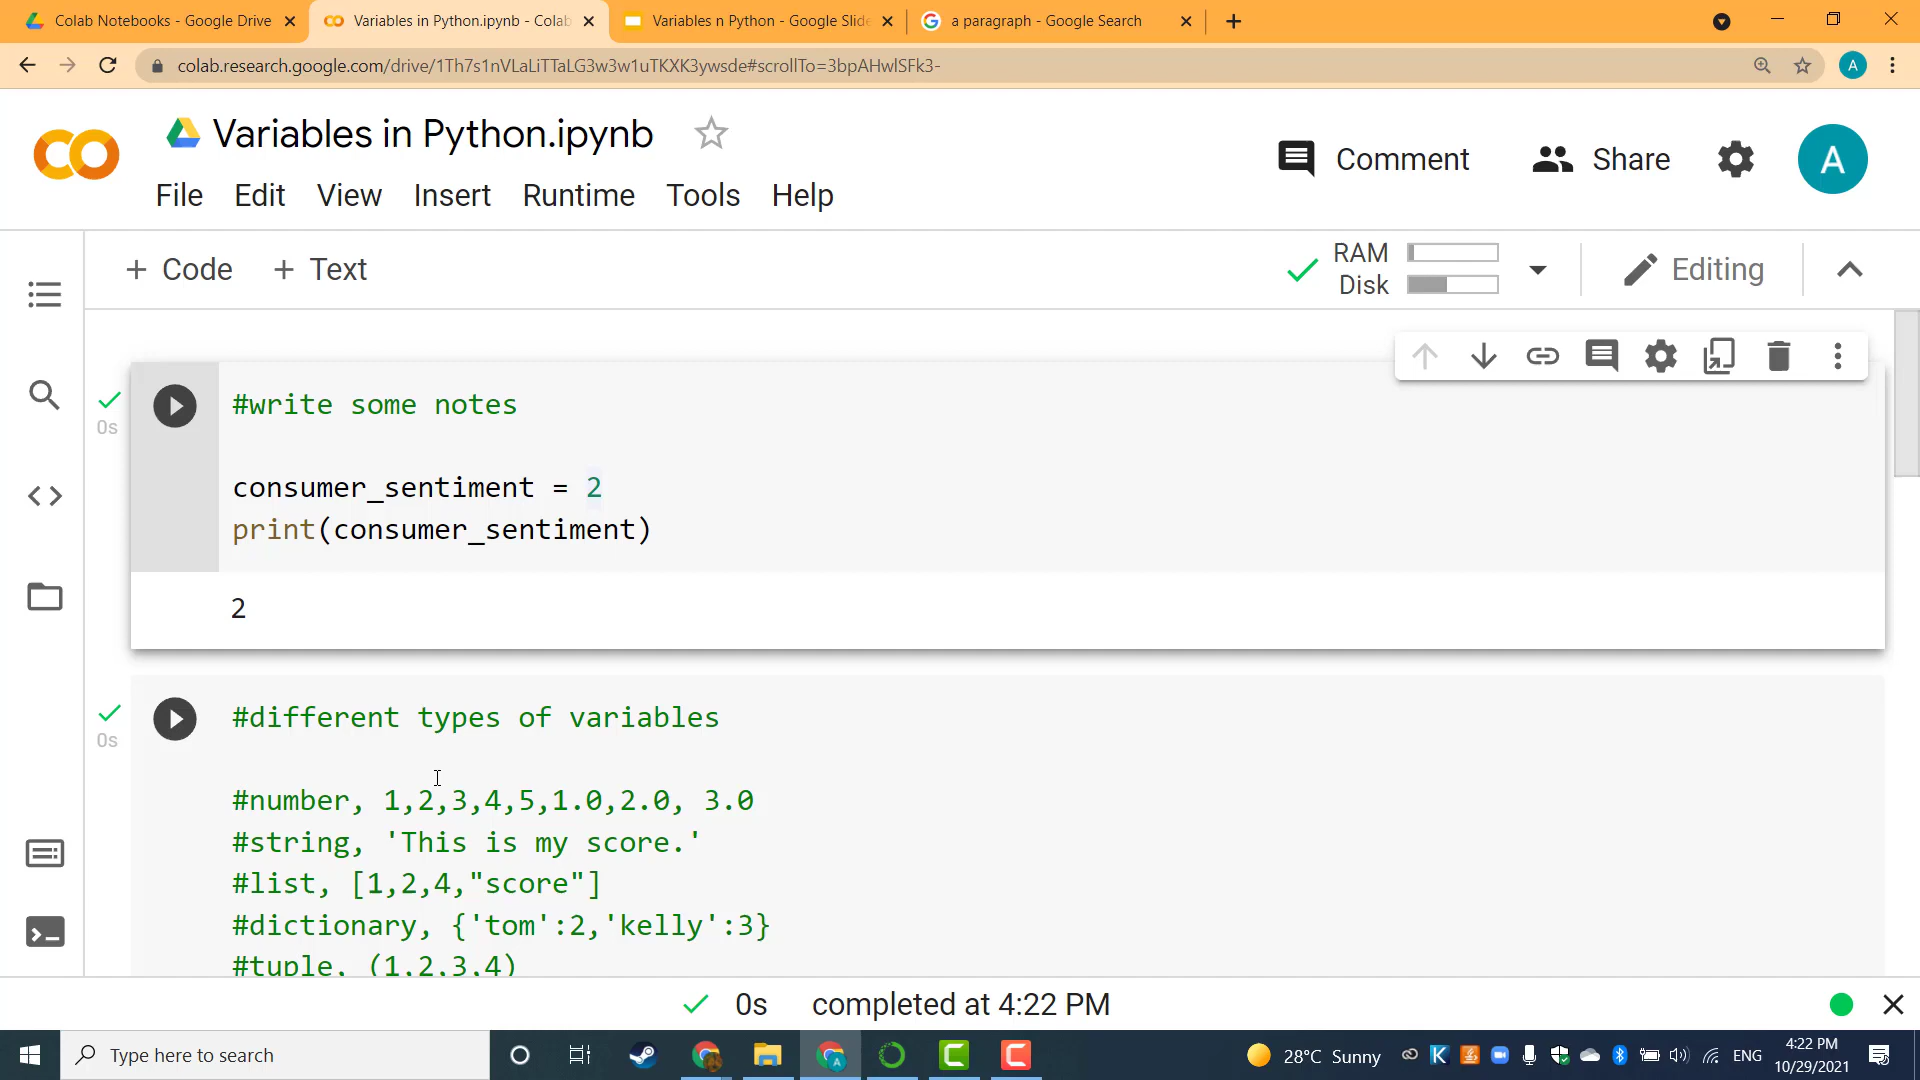 Colab Notebooks - Google Drive
Variables in Python.ipynb - Colab
Variables n Python - Google Slide
a paragraph - Google Search
colab.research.google.com/drive/1Th7s1nVLaLiTTaLG3w3w1uTKXK3ywsde#scrollTo=3bpAHwlSFk3-
A
Variables in Python.ipynb
File Edit View Insert Runtime Tools Help
Comment
Share
A
+ Code + Text
RAM
Disk
Editing
0s
#write some notes
consumer_sentiment = 2
print(consumer_sentiment)
2
0s
#different types of variables
#number, 1,2,3,4,5,1.0,2.0, 3.0
#string, 'This is my score.'
#list, [1,2,4,"score"]
#dictionary, {'tom':2,'kelly':3}
#tuple, (1,2,3,4)
0s completed at 4:22 PM
Type here to search
28°C Sunny
ENG
4:22 PM
10/29/2021